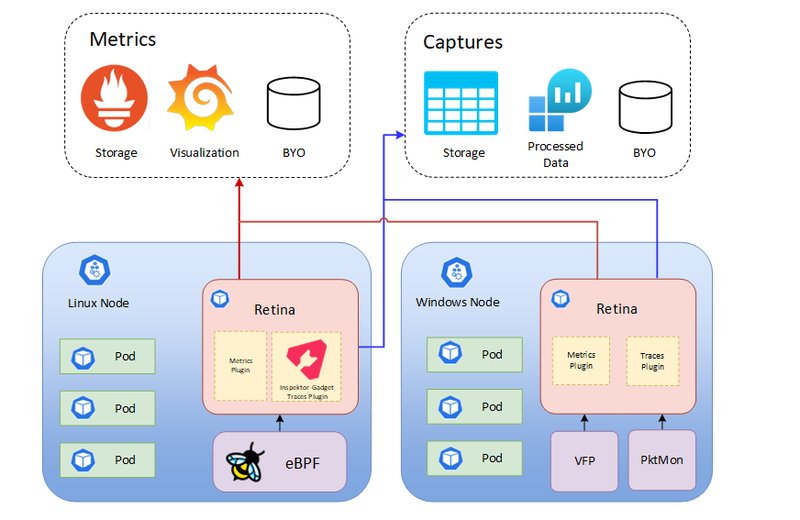 Metrics
Storage
Visualization
BYO
Captures
Storage
Processed
Data
BYO
Linux Node
Pod
Pod
Pod
Retina
Metrics
Plugin
Inspektor-Gadget
Traces Plugin
eBPF
Windows Node
Pod
Pod
Pod
Retina
Metrics
Plugin
Traces
Plugin
VFP
PktMon